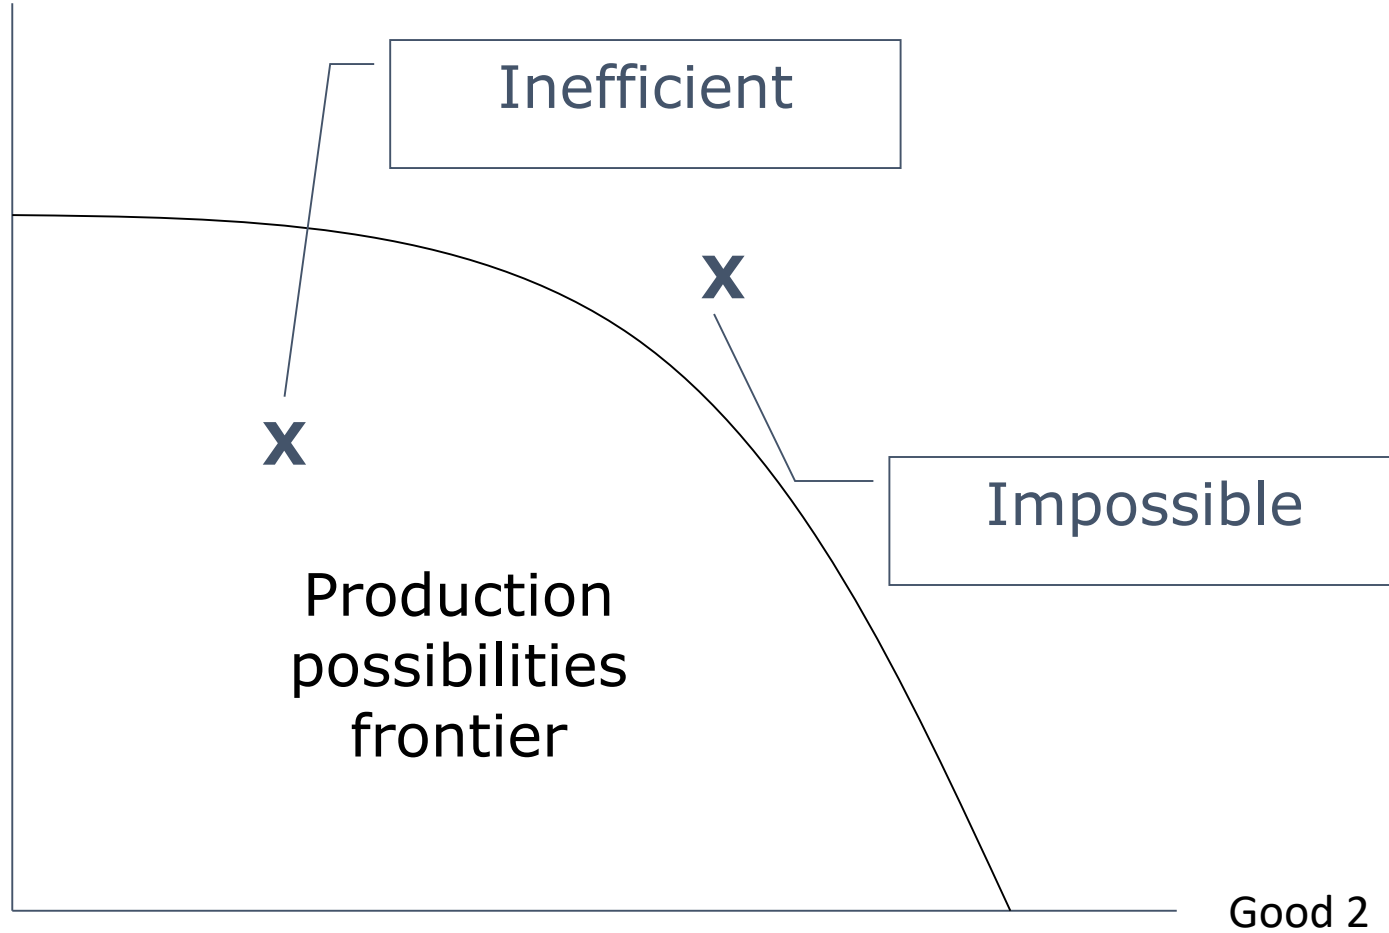 Inefficient
X
X
Impossible
Production
possibilities
frontier
Good 2